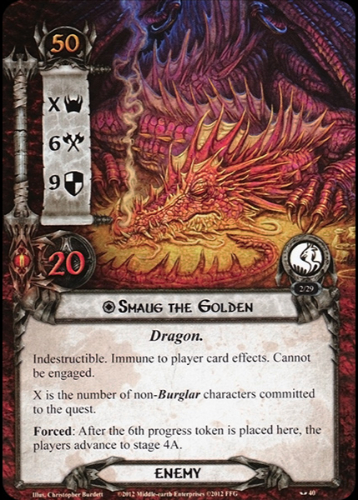 50
X
6
9
20
2/29
SMAUG THE GOLDEN
Dragon.
Indestructible. Immune to player card effects. Cannot
be engaged.
X is the number of non-Burglar characters committed
to the quest.
Forced: After the 6th progress token is placed here, the
players advance to stage 4A.
ENEMY
Illus. Christopher Burdett ©2012 Middle-earth Enterprises ©2012 FFG 40